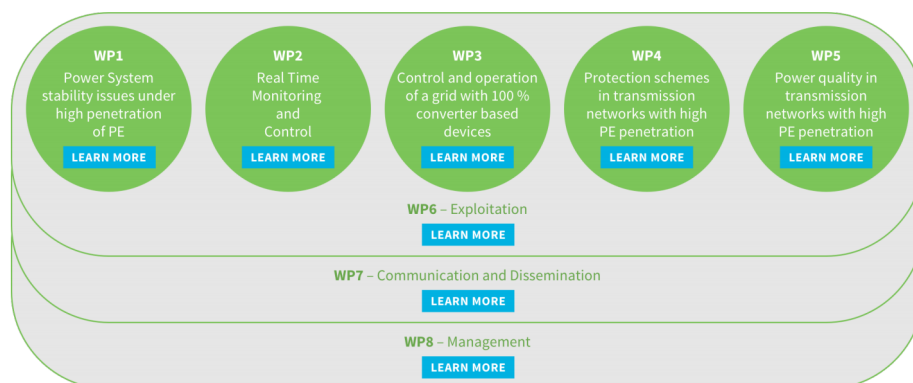 WP1
Power System
stability issues under
high penetration
of PE
LEARN MORE
WP2
Real Time
Monitoring
and
Control
LEARN MORE
WP3
Control and operation
of a grid with 100 %
converter based
devices
LEARN MORE
WP4
Protection schemes
in transmission
networks with high
PE penetration
LEARN MORE
WP5
Power quality in
transmission
networks with high
PE penetration
LEARN MORE
WP6 – Exploitation
LEARN MORE
WP7 – Communication and Dissemination
LEARN MORE
WP8 – Management
LEARN MORE